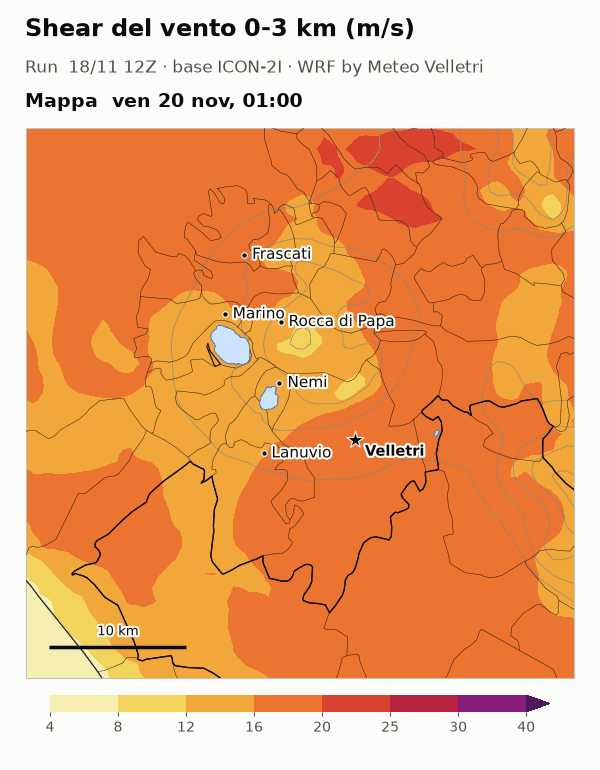 Shear del vento 0-3 km (m/s)
Run  18/11 12Z · base ICON-2I · WRF by Meteo Velletri
Mappa  ven 20 nov, 01:00
Frascati
Marino
Rocca di Papa
Nemi
Velletri
Lanuvio
10 km
4 8 12 16 20 25 30 40